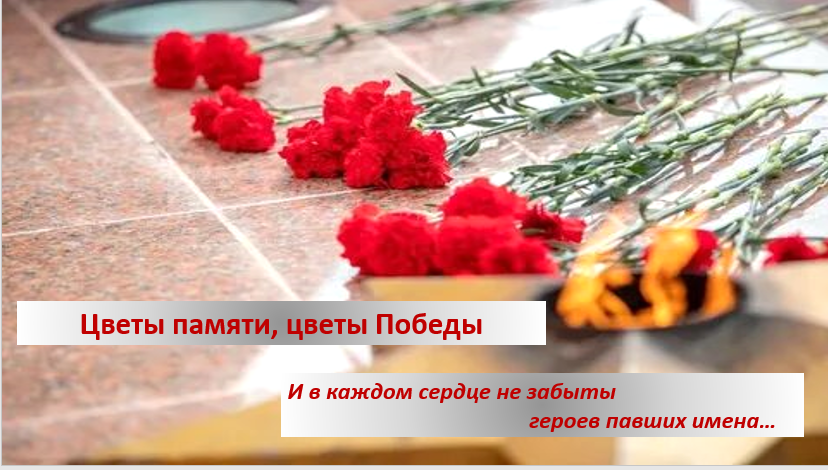 Цветы памяти, цветы Победы
И в каждом сердце не забыты
героев павших имена…